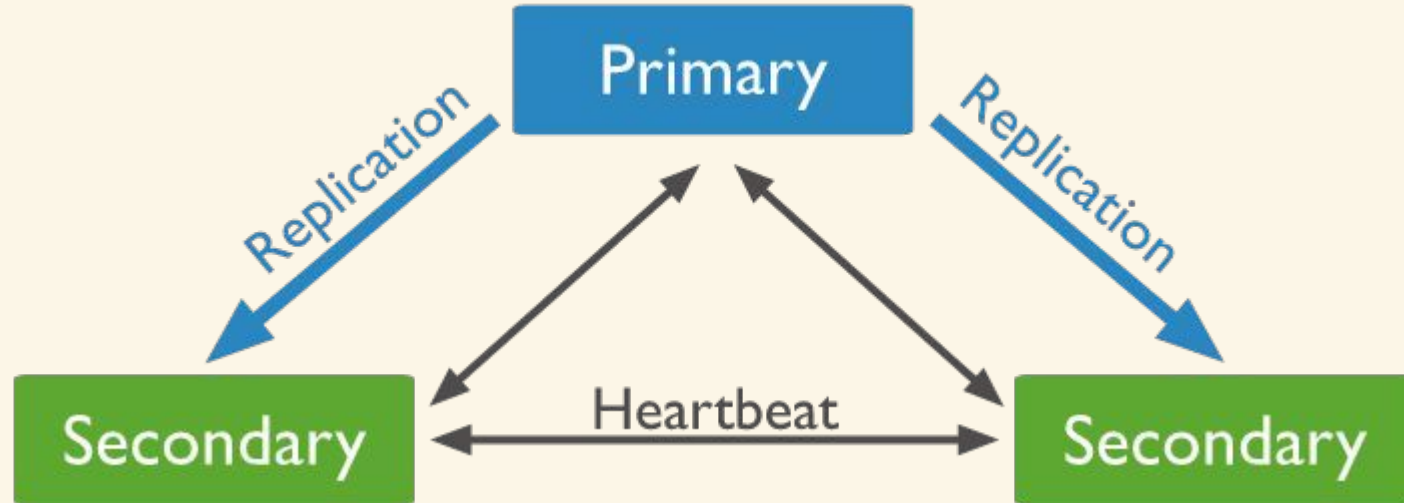 Primary
Replication
Replication
Heartbeat
Secondary
Secondary